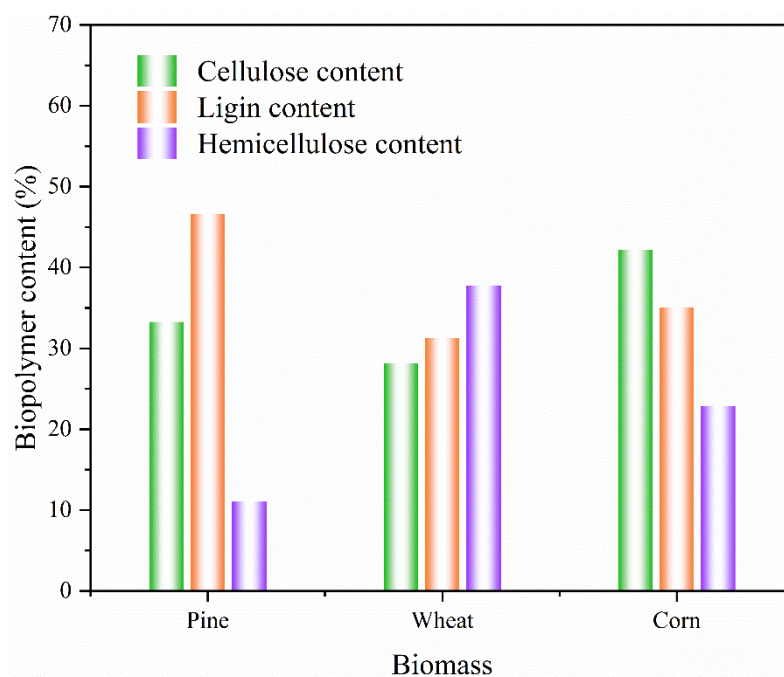 70
60
50
40
30
20
10
0
Biopolymer content (%)
Cellulose content
Ligin content
Hemicellulose content
Pine
Wheat
Corn
Biomass